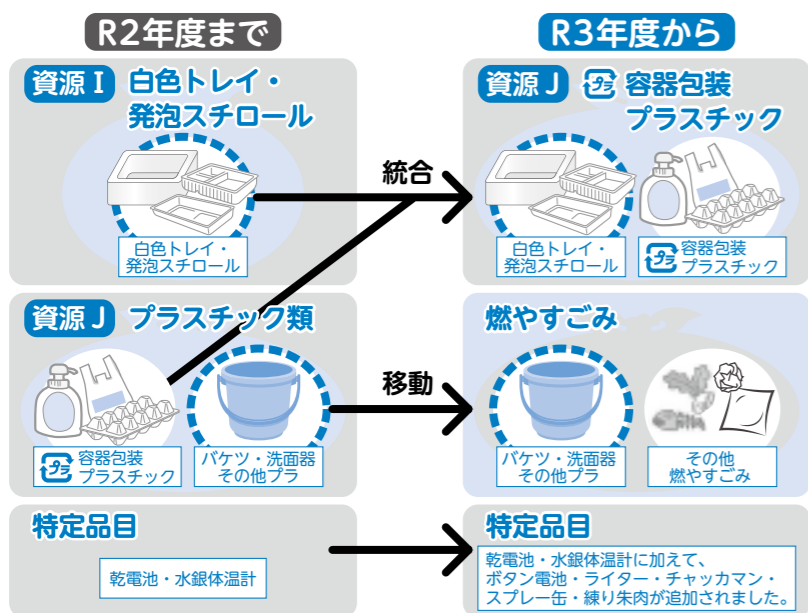 R2年度まで
資源I 白色トレイ・
発泡スチロール
白色トレイ・
発泡スチロール
資源J プラスチック類
プラ 容器包装
プラスチック
バケツ・洗面器
その他プラ
特定品目
乾電池・水銀体温計
統合
移動
R3年度から
資源J プラ 容器包装
プラスチック
白色トレイ・
発泡スチロール
プラ 容器包装
プラスチック
燃やすごみ
バケツ・洗面器
その他プラ
その他
燃やすごみ
特定品目
乾電池・水銀体温計に加えて、
ボタン電池・ライター・チャッカマン・
スプレー缶・練り朱肉が追加されました。